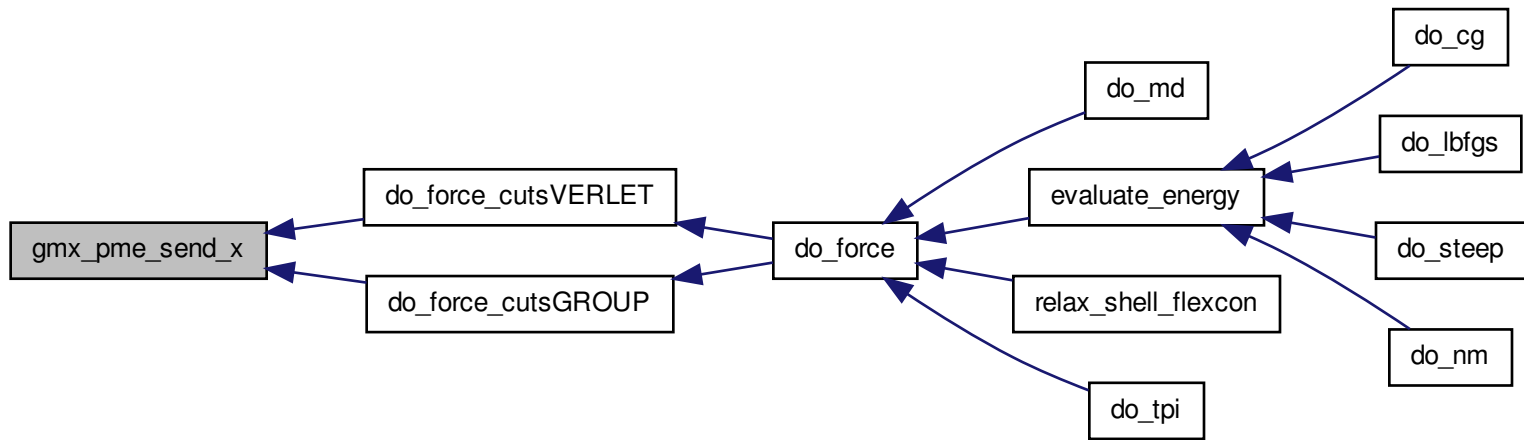 gmx_pme_send_x
do_force_cutsVERLET
do_force_cutsGROUP
do_force
do_md
evaluate_energy
relax_shell_flexcon
do_tpi
do_cg
do_lbfgs
do_steep
do_nm